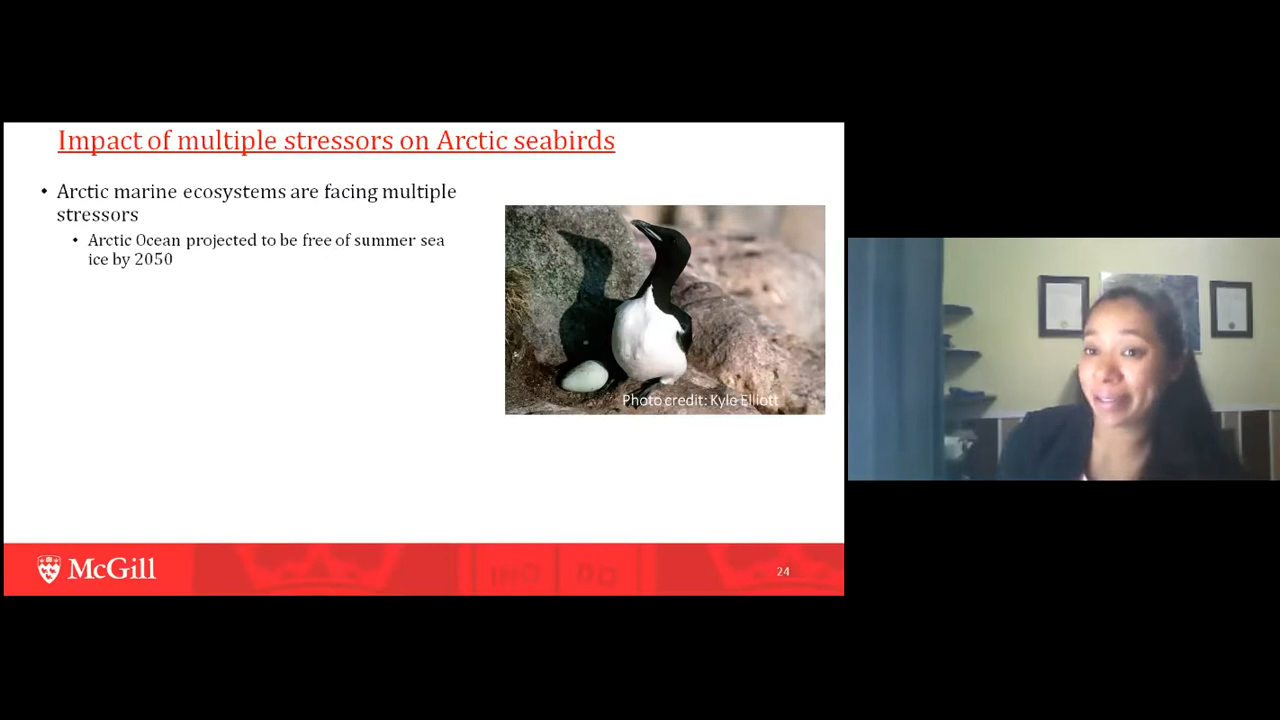 Impact of multiple stressors on Arctic seabirds
• Arctic marine ecosystems are facing multiple
stressors
• Arctic Ocean projected to be free of summer sea
ice by 2050
Photo credit: Kyle Elliott
McGill
24